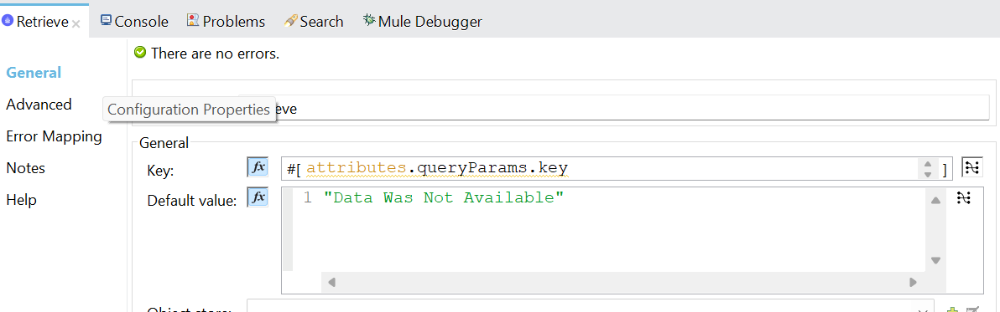 Retrieve Console Problems Search Mule Debugger
There are no errors.
General
Advanced
Configuration Properties eve
Error Mapping
General
Notes
Key: fx #[ attributes.queryParams.key ]
Help
Default value: fx 1 "Data Was Not Available"